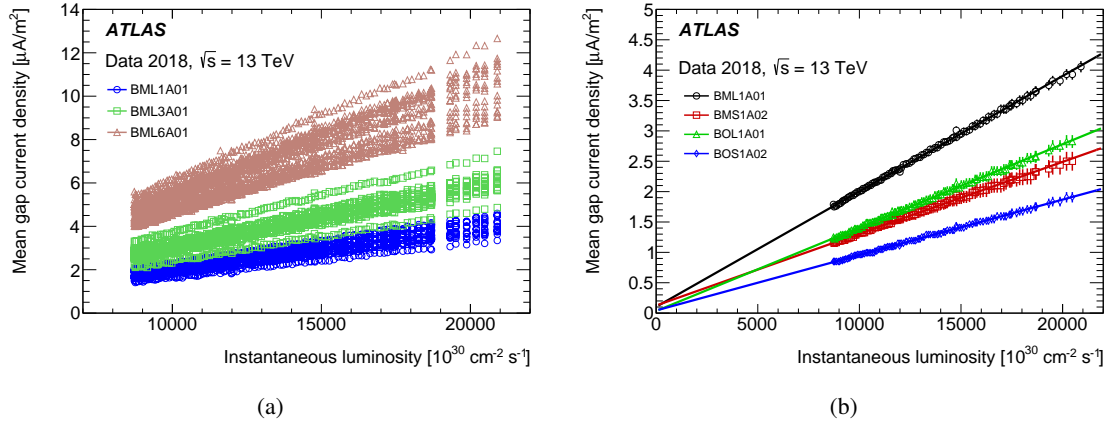 Mean gap current density [μA/m²]
14
12
10
8
6
4
2
0
ATLAS
Data 2018, √s = 13 TeV
BML1A01
BML3A01
BML6A01
10000 15000 20000
Instantaneous luminosity [10³⁰ cm⁻² s⁻¹]
(a)
Mean gap current density [μA/m²]
5
4.5
4
3.5
3
2.5
2
1.5
1
0.5
0
ATLAS
Data 2018, √s = 13 TeV
BML1A01
BMS1A02
BOL1A01
BOS1A02
0 5000 10000 15000 20000
Instantaneous luminosity [10³⁰ cm⁻² s⁻¹]
(b)